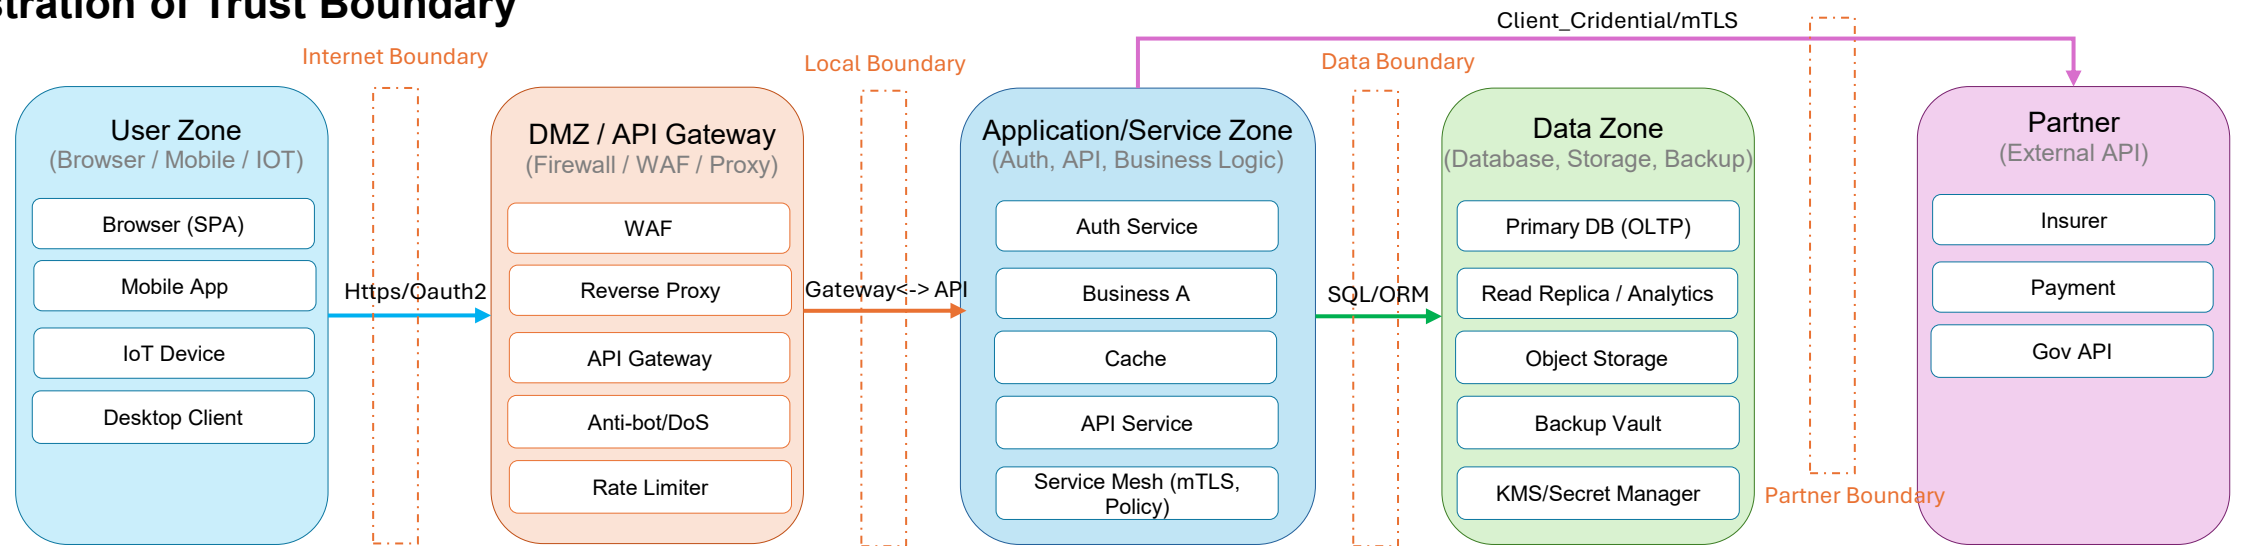 stration of Trust Boundary
Client_Cridential/mTLS
Internet Boundary
Local Boundary
Data Boundary
User Zone
(Browser / Mobile / IOT)
Browser (SPA)
Mobile App
IoT Device
Desktop Client
Https/Oauth2
DMZ / API Gateway
(Firewall / WAF / Proxy)
WAF
Reverse Proxy
API Gateway
Anti-bot/DoS
Rate Limiter
Gateway<-> API
Application/Service Zone
(Auth, API, Business Logic)
Auth Service
Business A
Cache
API Service
Service Mesh (mTLS,
Policy)
SQL/ORM
Data Zone
(Database, Storage, Backup)
Primary DB (OLTP)
Read Replica / Analytics
Object Storage
Backup Vault
KMS/Secret Manager
Partner Boundary
Partner
(External API)
Insurer
Payment
Gov API